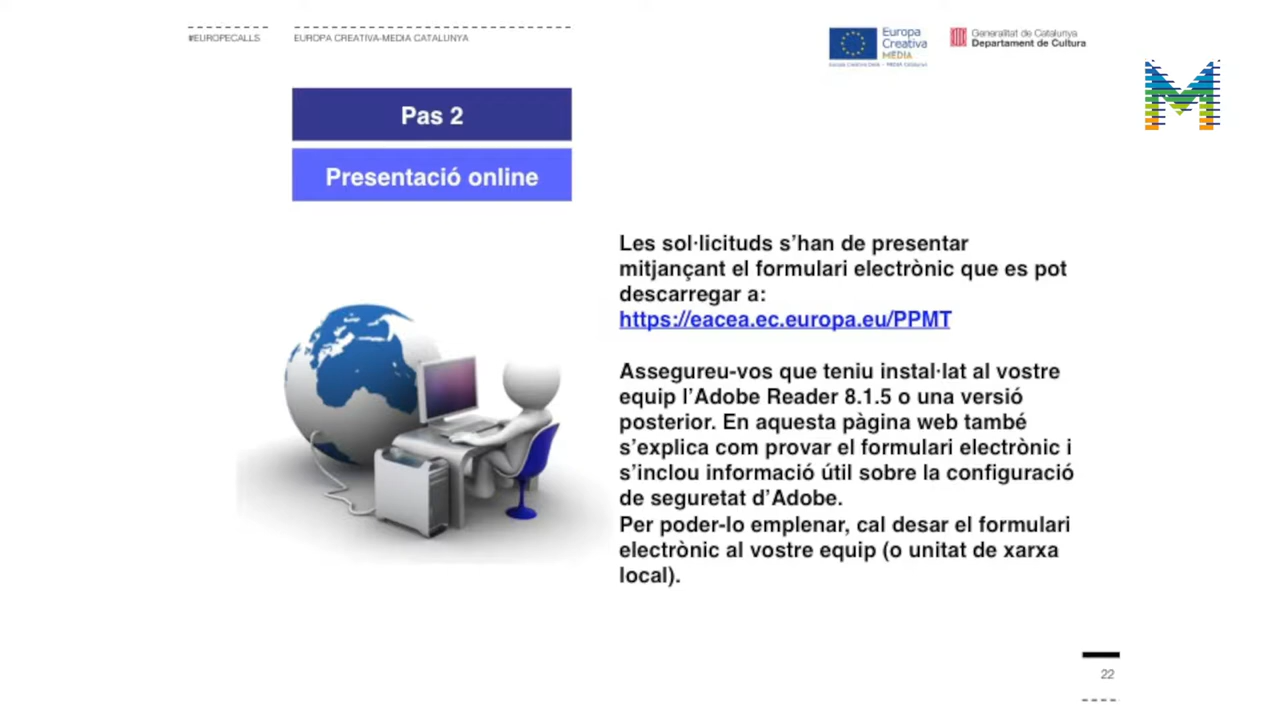 #EUROPECALLS
EUROPA CREATIVA-MEDIA CATALUNYA
Europa
Creativa
MEDIA
Generalitat de Catalunya
Departament de Cultura
M
Pas 2
Presentació online
Les sol·licituds s’han de presentar
mitjançant el formulari electrònic que es pot
descarregar a:
https://eacea.ec.europa.eu/PPMT
Assegureu-vos que teniu instal·lat al vostre
equip l’Adobe Reader 8.1.5 o una versió
posterior. En aquesta pàgina web també
s’explica com provar el formulari electrònic i
s’inclou informació útil sobre la configuració
de seguretat d’Adobe.
Per poder-lo emplenar, cal desar el formulari
electrònic al vostre equip (o unitat de xarxa
local).
22